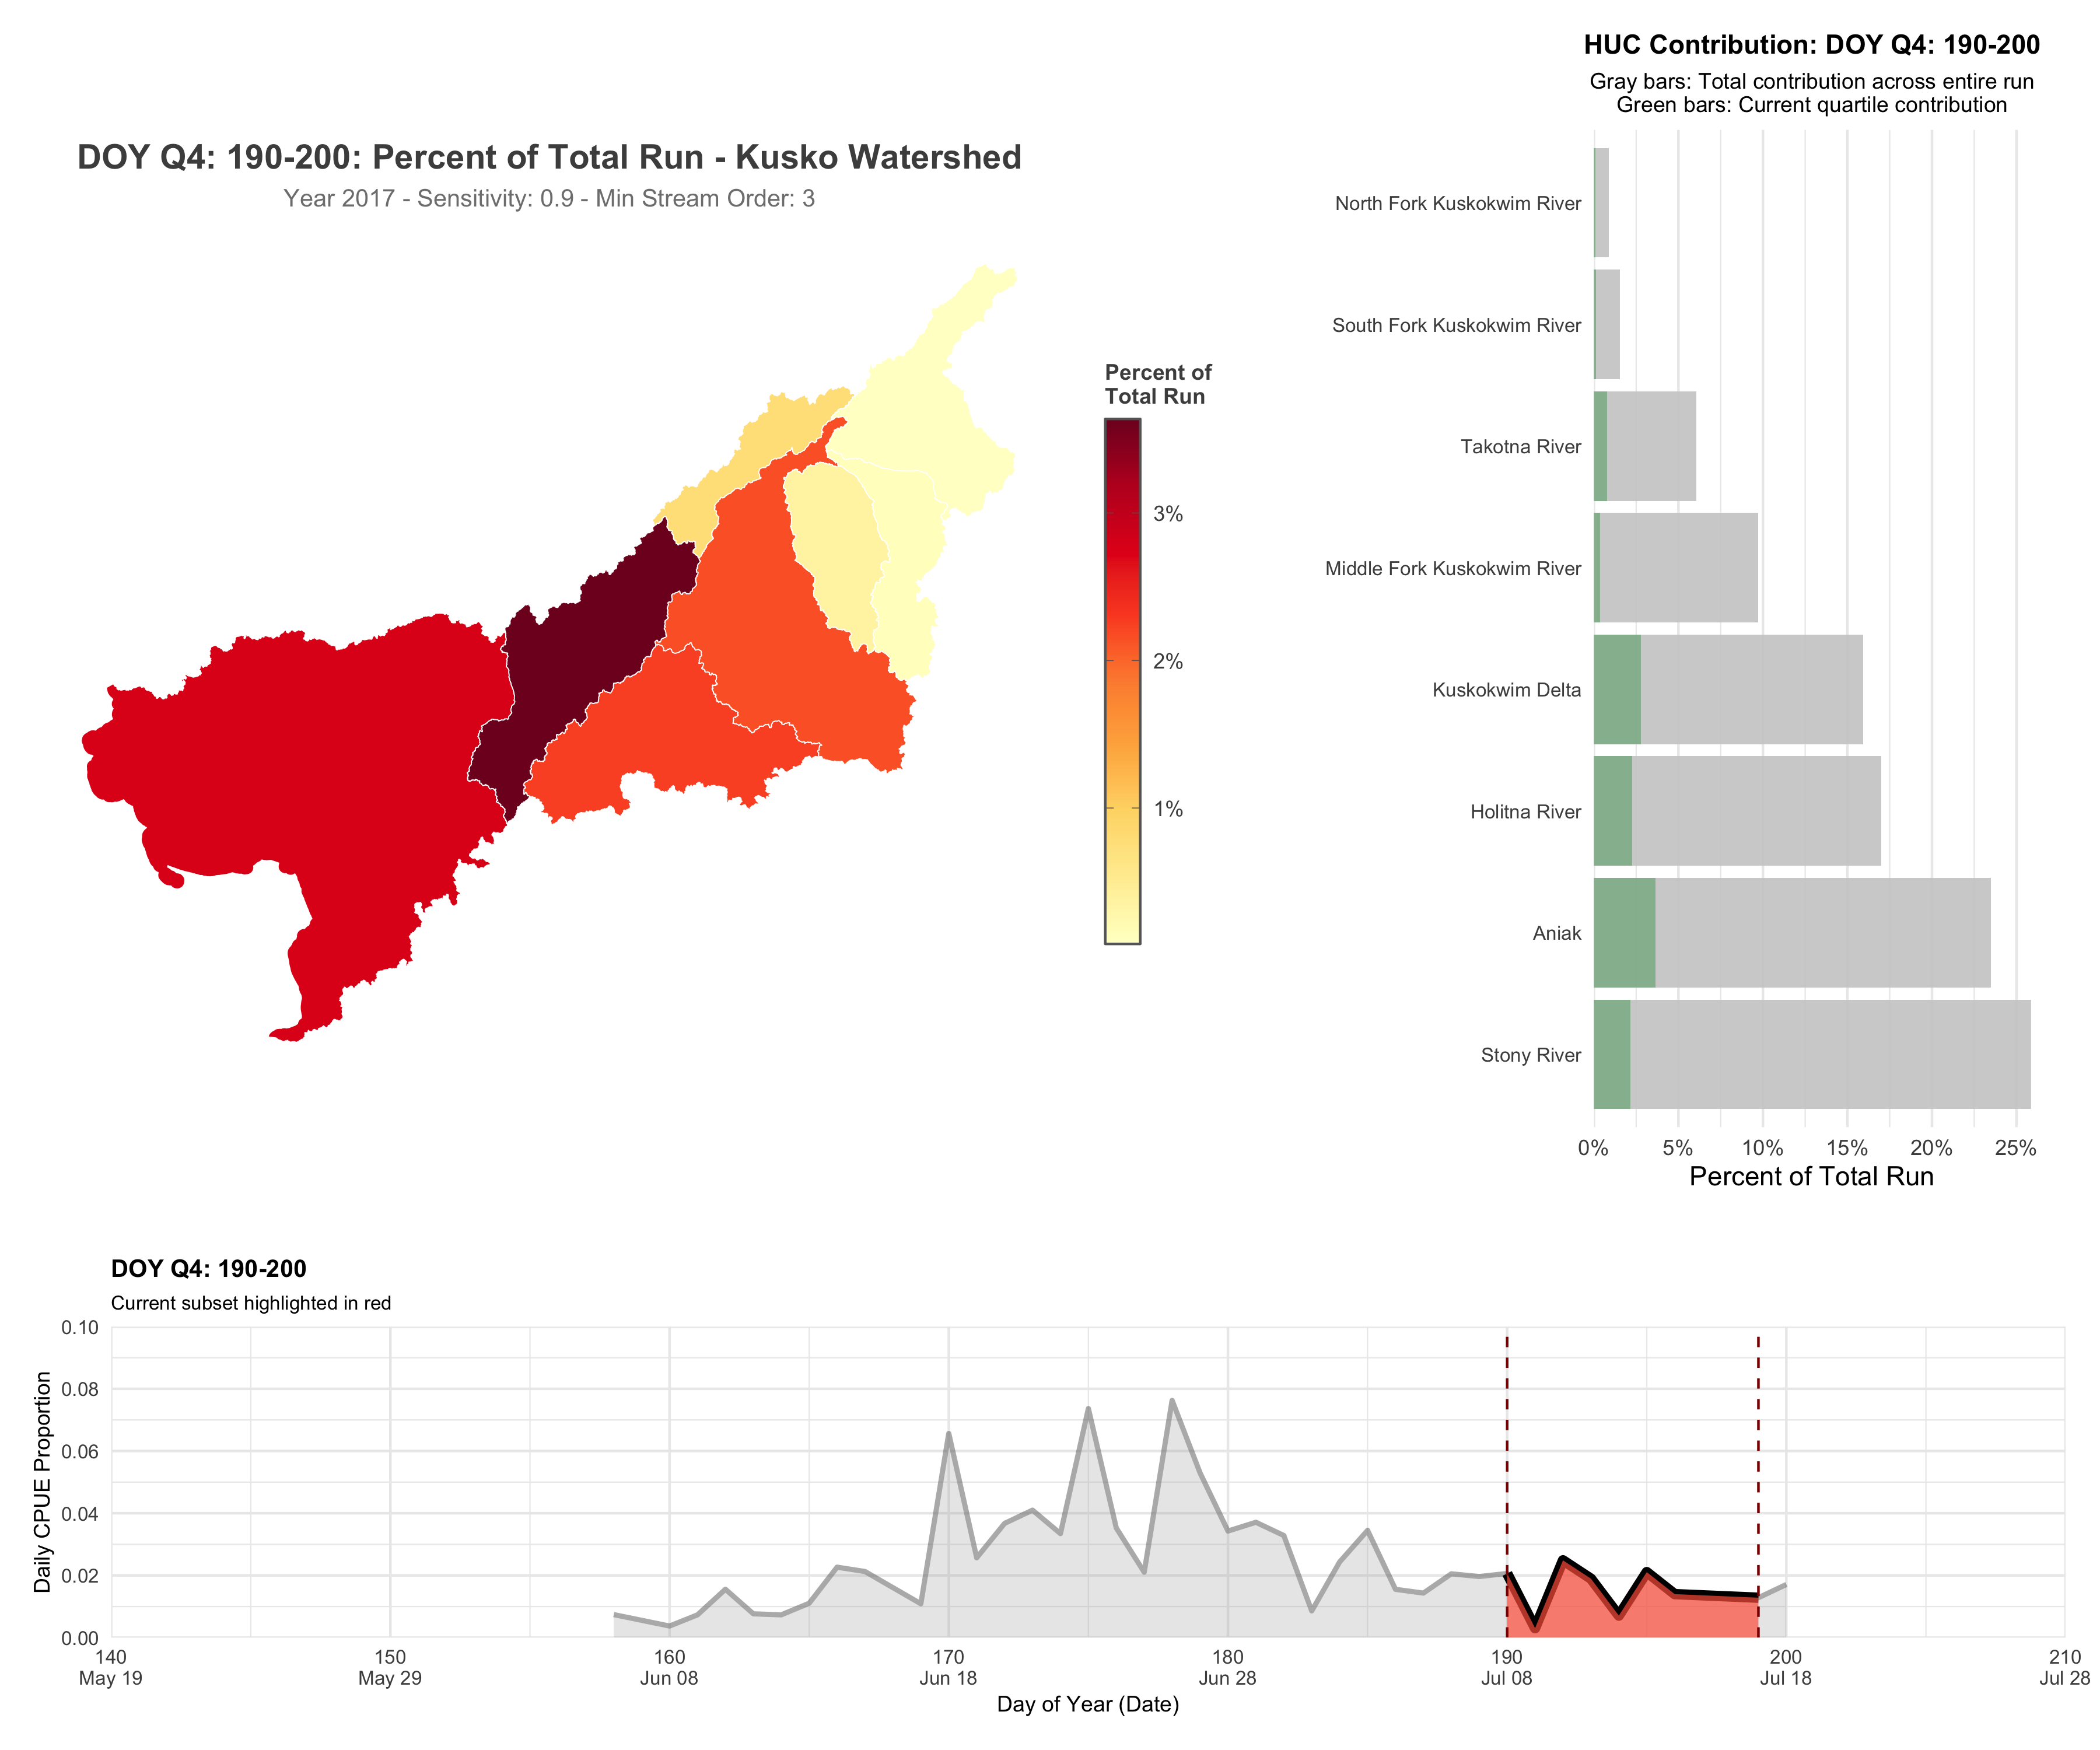 DOY Q4: 190-200: Percent of Total Run - Kusko Watershed
Year 2017 - Sensitivity: 0.9 - Min Stream Order: 3
Percent of
Total Run
3%
2%
1%
HUC Contribution: DOY Q4: 190-200
Gray bars: Total contribution across entire run
Green bars: Current quartile contribution
North Fork Kuskokwim River
South Fork Kuskokwim River
Takotna River
Middle Fork Kuskokwim River
Kuskokwim Delta
Holitna River
Aniak
Stony River
0% 5% 10% 15% 20% 25%
Percent of Total Run
DOY Q4: 190-200
Current subset highlighted in red
Daily CPUE Proportion
0.10
0.08
0.06
0.04
0.02
0.00
140 150 160 170 180 190 200 210
May 19 May 29 Jun 08 Jun 18 Jun 28 Jul 08 Jul 18 Jul 28
Day of Year (Date)